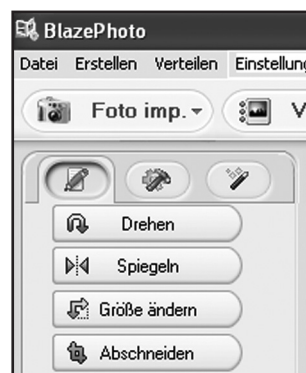 BlazePhoto
Datei Erstellen Verteilen Einstellung
Foto imp. V
Drehen
Spiegeln
Größe ändern
Abschneiden